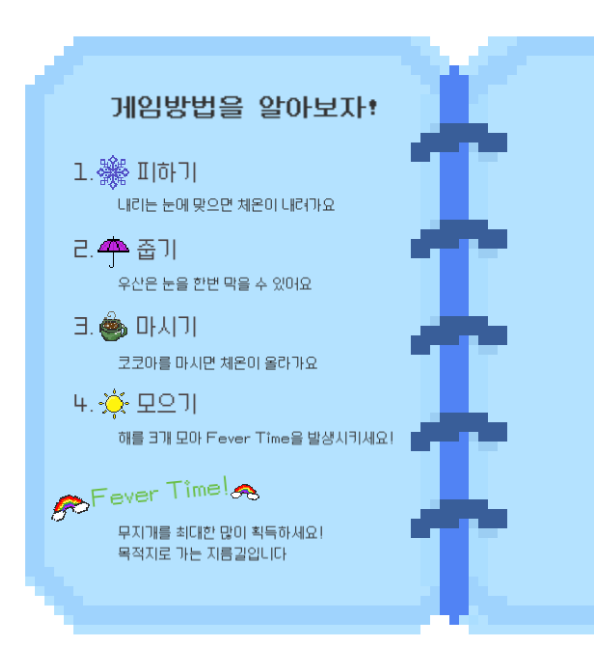 게임방법을 알아보자!
1. 피하기
내리는 눈에 맞으면 체온이 내려가요
2. 줍기
우산은 눈을 한번 막을 수 있어요
3. 마시기
코코아를 마시면 체온이 올라가요
4. 모으기
해를 3개 모아 Fever Time을 발생시키세요!
Fever Time!
무지개를 최대한 많이 획득하세요!
목적지로 가는 지름길입니다